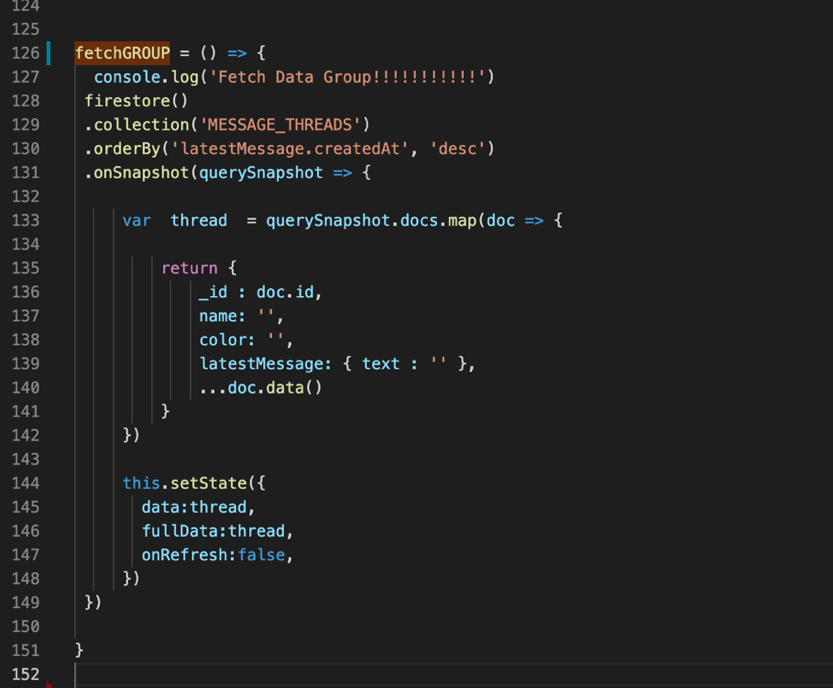 124
125
126 fetchGROUP = () => {
127 console.log('Fetch Data Group!!!!!!!!!!!')
128 firestore()
129 .collection('MESSAGE_THREADS')
130 .orderBy('latestMessage.createdAt', 'desc')
131 .onSnapshot(querySnapshot => {
132
133 var  thread  = querySnapshot.docs.map(doc => {
134
135 return {
136 _id : doc.id,
137 name: '',
138 color: '',
139 latestMessage: { text : '' },
140 ...doc.data()
141 }
142 })
143
144 this.setState({
145 data:thread,
146 fullData:thread,
147 onRefresh:false,
148 })
149 })
150
151 }
152